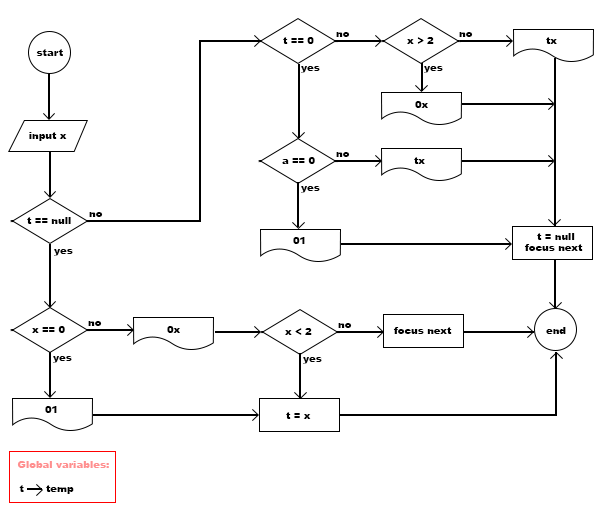 start
input x
t == null
no
yes
t == 0
no
yes
x > 2
no
yes
tx
0x
a == 0
no
yes
tx
01
t = null
focus next
x == 0
no
yes
0x
x < 2
no
yes
focus next
end
01
t = x
Global variables:
t temp